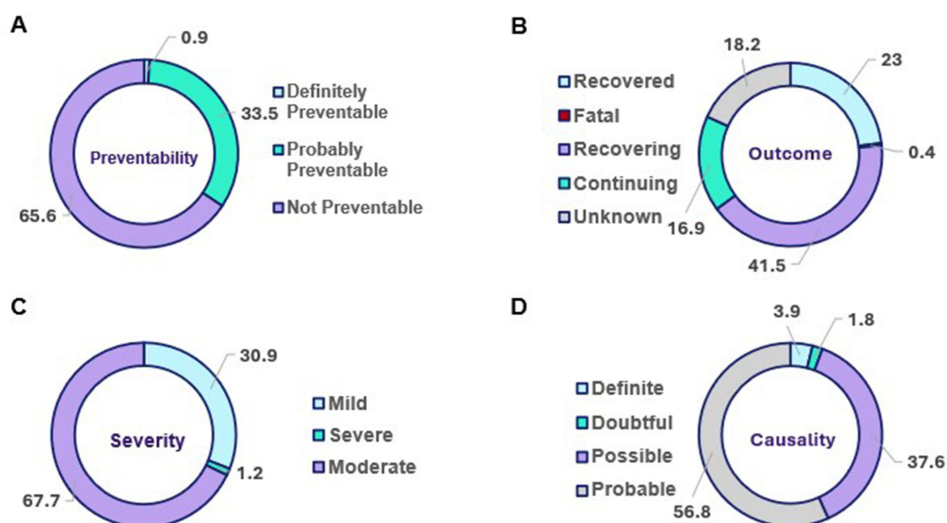 A
0.9
33.5
65.6
Preventability
Definitely
Preventable
Probably
Preventable
Not Preventable
B
Recovered
Fatal
Recovering
Continuing
Unknown
18.2
23
0.4
41.5
16.9
Outcome
C
30.9
1.2
67.7
Severity
Mild
Severe
Moderate
D
Definite
Doubtful
Possible
Probable
3.9
1.8
37.6
56.8
Causality